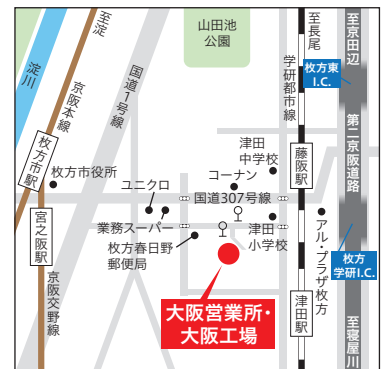 至淀
淀川
京阪本線
国道1号線
山田池
公園
至長尾
学研都市線
至京田辺
枚方東
I.C.
第二京阪道路
枚方市駅
枚方市役所
津田
中学校
藤阪駅
コーナン
ユニクロ
国道307号線
宮之阪駅
業務スーパー
津田
小学校
枚方春日野
郵便局
アル・プラザ枚方
枚方
学研I.C.
京阪交野線
大阪営業所・
大阪工場
津田駅
至寝屋川